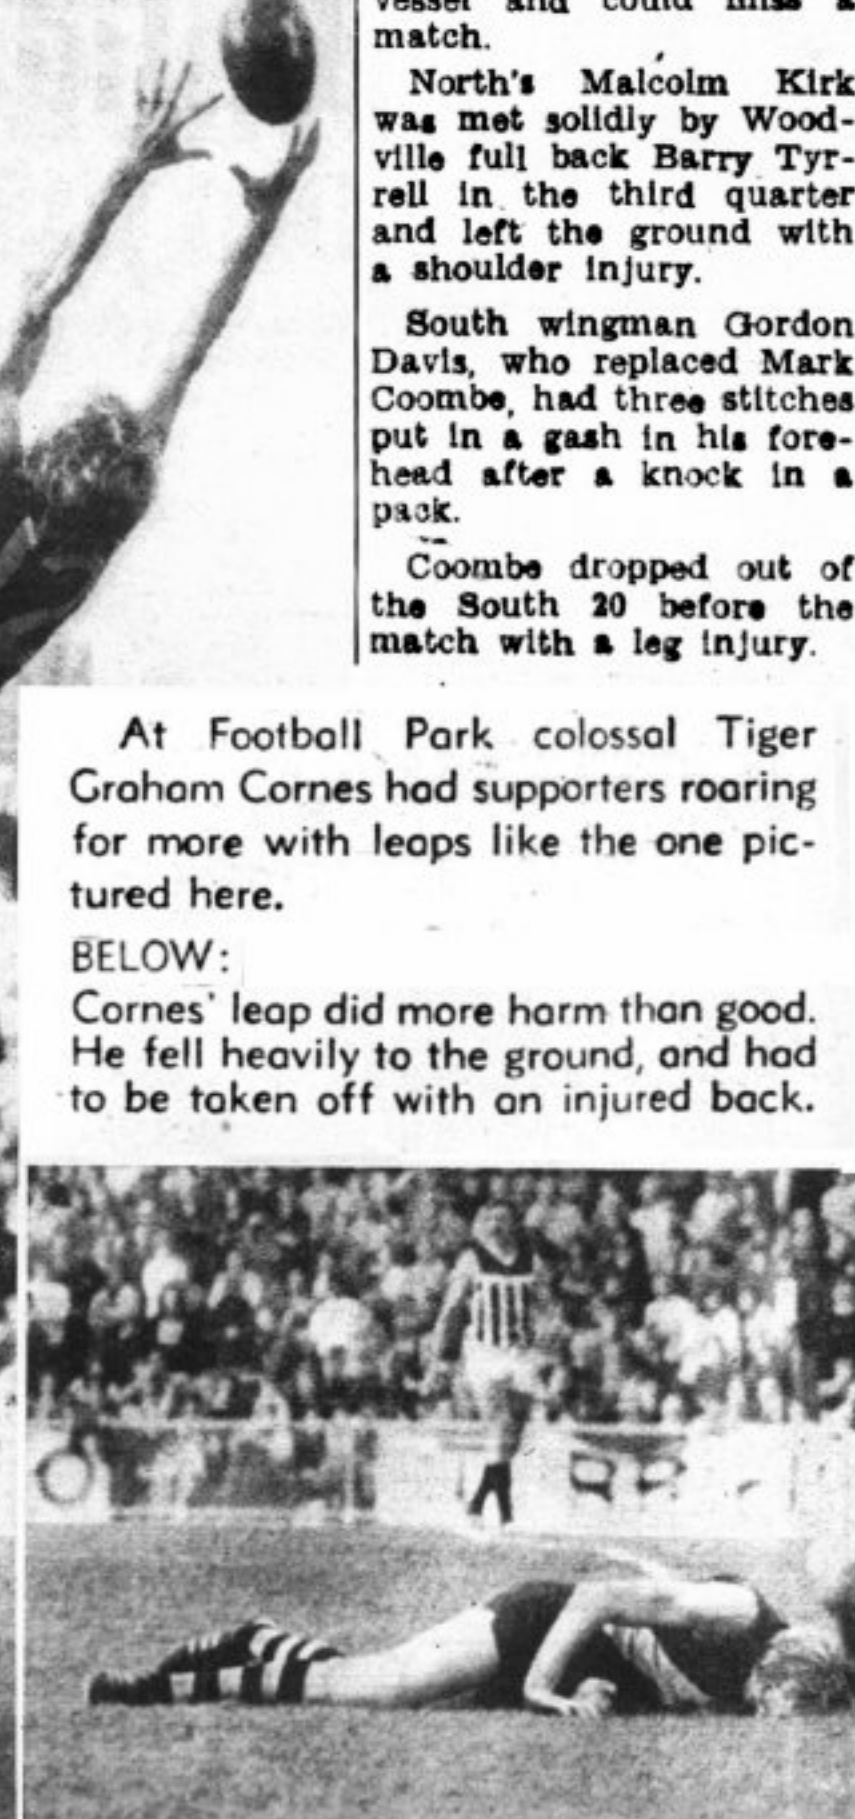 vessel and could miss a
match.
North's Malcolm Kirk
was met solidly by Wood-
ville full back Barry Tyr-
rell in the third quarter
and left the ground with
a shoulder injury.
South wingman Gordon
Davis, who replaced Mark
Coombe, had three stitches
put in a gash in his fore-
head after a knock in a
pack.
Coombe dropped out of
the South 20 before the
match with a leg injury.
At Football Park colossal Tiger
Graham Cornes had supporters roaring
for more with leaps like the one pic-
tured here.
BELOW:
Cornes' leap did more harm than good.
He fell heavily to the ground, and had
to be taken off with an injured back.